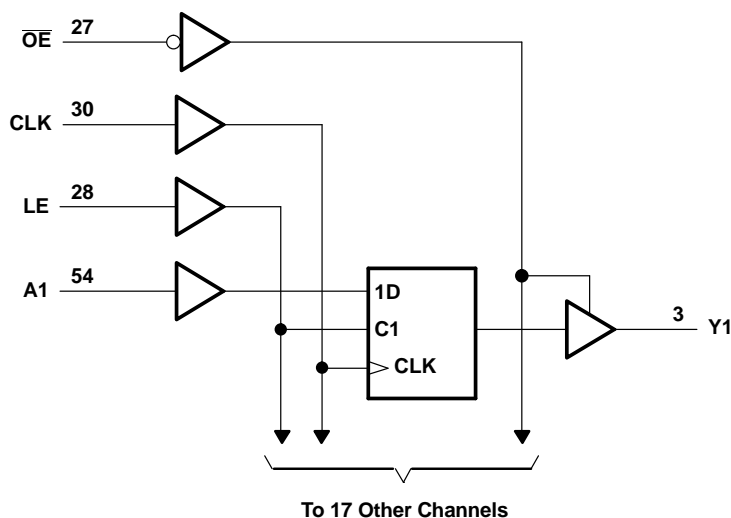 OE 27
CLK 30
LE 28
A1 54
1D
C1
CLK
3 Y1
To 17 Other Channels